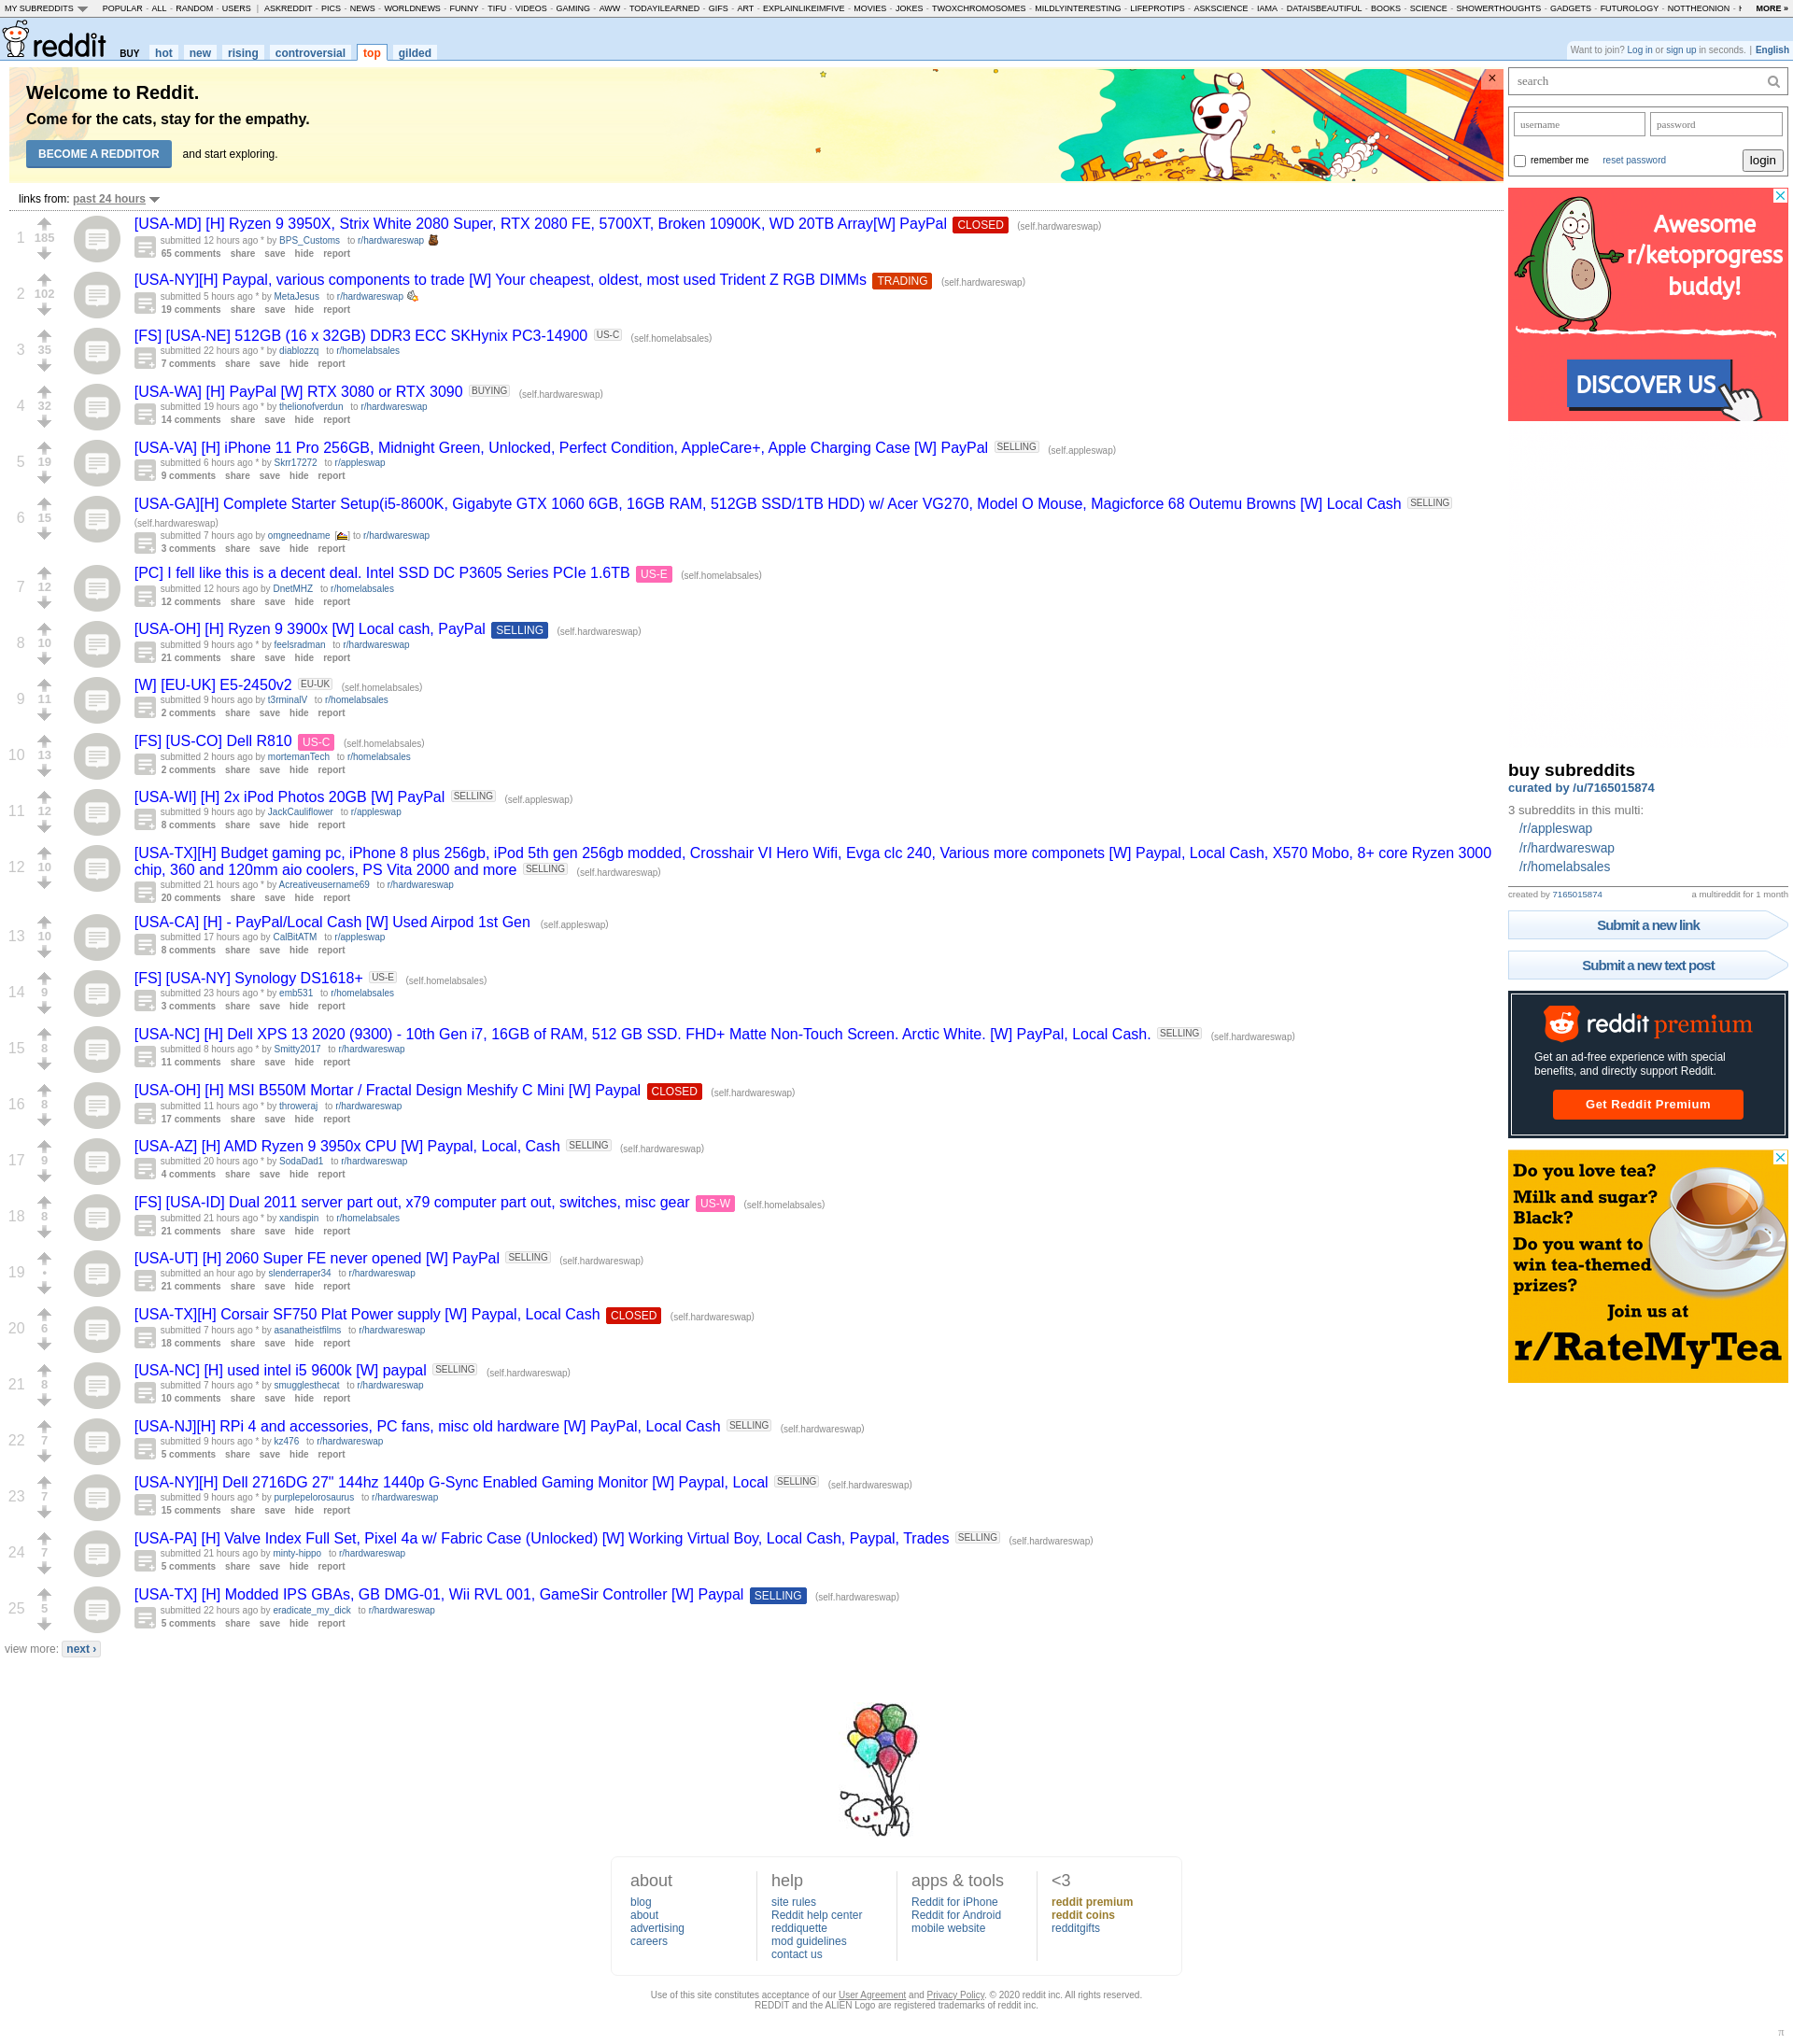 MY SUBREDDITS POPULAR - ALL - RANDOM - USERS | ASKREDDIT - PICS - NEWS - WORLDNEWS - FUNNY - TIFU - VIDEOS - GAMING - AWW - TODAYILEARNED - GIFS - ART - EXPLAINLIKEIMFIVE - MOVIES - JOKES - TWOXCHROMOSOMES - MILDLYINTERESTING - LIFEPROTIPS - ASKSCIENCE - IAMA - DATAISBEAUTIFUL - BOOKS - SCIENCE - SHOWERTHOUGHTS - GADGETS - FUTUROLOGY - NOTTHEONION - MORE »
reddit BUY hot new rising controversial top gilded
Want to join? Log in or sign up in seconds. | English
Welcome to Reddit.
Come for the cats, stay for the empathy.
BECOME A REDDITOR and start exploring.
×
links from: past 24 hours
1
185
[USA-MD] [H] Ryzen 9 3950X, Strix White 2080 Super, RTX 2080 FE, 5700XT, Broken 10900K, WD 20TB Array[W] PayPal CLOSED (self.hardwareswap)
submitted 12 hours ago * by BPS_Customs to r/hardwareswap
65 comments share save hide report
2
102
[USA-NY][H] Paypal, various components to trade [W] Your cheapest, oldest, most used Trident Z RGB DIMMs TRADING (self.hardwareswap)
submitted 5 hours ago * by MetaJesus to r/hardwareswap
19 comments share save hide report
3
35
[FS] [USA-NE] 512GB (16 x 32GB) DDR3 ECC SKHynix PC3-14900 US-C (self.homelabsales)
submitted 22 hours ago * by diablozzq to r/homelabsales
7 comments share save hide report
4
32
[USA-WA] [H] PayPal [W] RTX 3080 or RTX 3090 BUYING (self.hardwareswap)
submitted 19 hours ago * by thelionofverdun to r/hardwareswap
14 comments share save hide report
5
19
[USA-VA] [H] iPhone 11 Pro 256GB, Midnight Green, Unlocked, Perfect Condition, AppleCare+, Apple Charging Case [W] PayPal SELLING (self.appleswap)
submitted 6 hours ago * by Skrr17272 to r/appleswap
9 comments share save hide report
6
15
[USA-GA][H] Complete Starter Setup(i5-8600K, Gigabyte GTX 1060 6GB, 16GB RAM, 512GB SSD/1TB HDD) w/ Acer VG270, Model O Mouse, Magicforce 68 Outemu Browns [W] Local Cash SELLING
(self.hardwareswap)
submitted 7 hours ago by omgneedname [ ] to r/hardwareswap
3 comments share save hide report
7
12
[PC] I fell like this is a decent deal. Intel SSD DC P3605 Series PCIe 1.6TB US-E (self.homelabsales)
submitted 12 hours ago by DnetMHZ to r/homelabsales
12 comments share save hide report
8
10
[USA-OH] [H] Ryzen 9 3900x [W] Local cash, PayPal SELLING (self.hardwareswap)
submitted 9 hours ago * by feelsradman to r/hardwareswap
21 comments share save hide report
9
11
[W] [EU-UK] E5-2450v2 EU-UK (self.homelabsales)
submitted 9 hours ago by t3rminalV to r/homelabsales
2 comments share save hide report
10
13
[FS] [US-CO] Dell R810 US-C (self.homelabsales)
submitted 2 hours ago by mortemanTech to r/homelabsales
2 comments share save hide report
11
12
[USA-WI] [H] 2x iPod Photos 20GB [W] PayPal SELLING (self.appleswap)
submitted 9 hours ago by JackCauliflower to r/appleswap
8 comments share save hide report
12
10
[USA-TX][H] Budget gaming pc, iPhone 8 plus 256gb, iPod 5th gen 256gb modded, Crosshair VI Hero Wifi, Evga clc 240, Various more componets [W] Paypal, Local Cash, X570 Mobo, 8+ core Ryzen 3000
chip, 360 and 120mm aio coolers, PS Vita 2000 and more SELLING (self.hardwareswap)
submitted 21 hours ago * by Acreativeusername69 to r/hardwareswap
20 comments share save hide report
13
10
[USA-CA] [H] - PayPal/Local Cash [W] Used Airpod 1st Gen (self.appleswap)
submitted 17 hours ago by CalBitATM to r/appleswap
8 comments share save hide report
14
9
[FS] [USA-NY] Synology DS1618+ US-E (self.homelabsales)
submitted 23 hours ago * by emb531 to r/homelabsales
3 comments share save hide report
15
8
[USA-NC] [H] Dell XPS 13 2020 (9300) - 10th Gen i7, 16GB of RAM, 512 GB SSD. FHD+ Matte Non-Touch Screen. Arctic White. [W] PayPal, Local Cash. SELLING (self.hardwareswap)
submitted 8 hours ago * by Smitty2017 to r/hardwareswap
11 comments share save hide report
16
8
[USA-OH] [H] MSI B550M Mortar / Fractal Design Meshify C Mini [W] Paypal CLOSED (self.hardwareswap)
submitted 11 hours ago * by throweraj to r/hardwareswap
17 comments share save hide report
17
9
[USA-AZ] [H] AMD Ryzen 9 3950x CPU [W] Paypal, Local, Cash SELLING (self.hardwareswap)
submitted 20 hours ago * by SodaDad1 to r/hardwareswap
4 comments share save hide report
18
8
[FS] [USA-ID] Dual 2011 server part out, x79 computer part out, switches, misc gear US-W (self.homelabsales)
submitted 21 hours ago * by xandispin to r/homelabsales
21 comments share save hide report
19
•
[USA-UT] [H] 2060 Super FE never opened [W] PayPal SELLING (self.hardwareswap)
submitted an hour ago by slenderraper34 to r/hardwareswap
21 comments share save hide report
20
6
[USA-TX][H] Corsair SF750 Plat Power supply [W] Paypal, Local Cash CLOSED (self.hardwareswap)
submitted 7 hours ago * by asanatheistfilms to r/hardwareswap
18 comments share save hide report
21
8
[USA-NC] [H] used intel i5 9600k [W] paypal SELLING (self.hardwareswap)
submitted 7 hours ago * by smugglesthecat to r/hardwareswap
10 comments share save hide report
22
7
[USA-NJ][H] RPi 4 and accessories, PC fans, misc old hardware [W] PayPal, Local Cash SELLING (self.hardwareswap)
submitted 9 hours ago * by kz476 to r/hardwareswap
5 comments share save hide report
23
7
[USA-NY][H] Dell 2716DG 27" 144hz 1440p G-Sync Enabled Gaming Monitor [W] Paypal, Local SELLING (self.hardwareswap)
submitted 9 hours ago * by purplepelorosaurus to r/hardwareswap
15 comments share save hide report
24
7
[USA-PA] [H] Valve Index Full Set, Pixel 4a w/ Fabric Case (Unlocked) [W] Working Virtual Boy, Local Cash, Paypal, Trades SELLING (self.hardwareswap)
submitted 21 hours ago by minty-hippo to r/hardwareswap
5 comments share save hide report
25
5
[USA-TX] [H] Modded IPS GBAs, GB DMG-01, Wii RVL 001, GameSir Controller [W] Paypal SELLING (self.hardwareswap)
submitted 22 hours ago by eradicate_my_dick to r/hardwareswap
5 comments share save hide report
view more: next ›
search
username password
remember me reset password login
Awesome
r/ketoprogress
buddy!
DISCOVER US
buy subreddits
curated by /u/7165015874
3 subreddits in this multi:
/r/appleswap
/r/hardwareswap
/r/homelabsales
created by 7165015874 a multireddit for 1 month
Submit a new link
Submit a new text post
reddit premium
Get an ad-free experience with special
benefits, and directly support Reddit.
Get Reddit Premium
Do you love tea?
Milk and sugar?
Black?
Do you want to
win tea-themed
prizes?
Join us at
r/RateMyTea
about
blog
about
advertising
careers
help
site rules
Reddit help center
reddiquette
mod guidelines
contact us
apps & tools
Reddit for iPhone
Reddit for Android
mobile website
<3
reddit premium
reddit coins
redditgifts
Use of this site constitutes acceptance of our User Agreement and Privacy Policy. © 2020 reddit inc. All rights reserved.
REDDIT and the ALIEN Logo are registered trademarks of reddit inc.
π